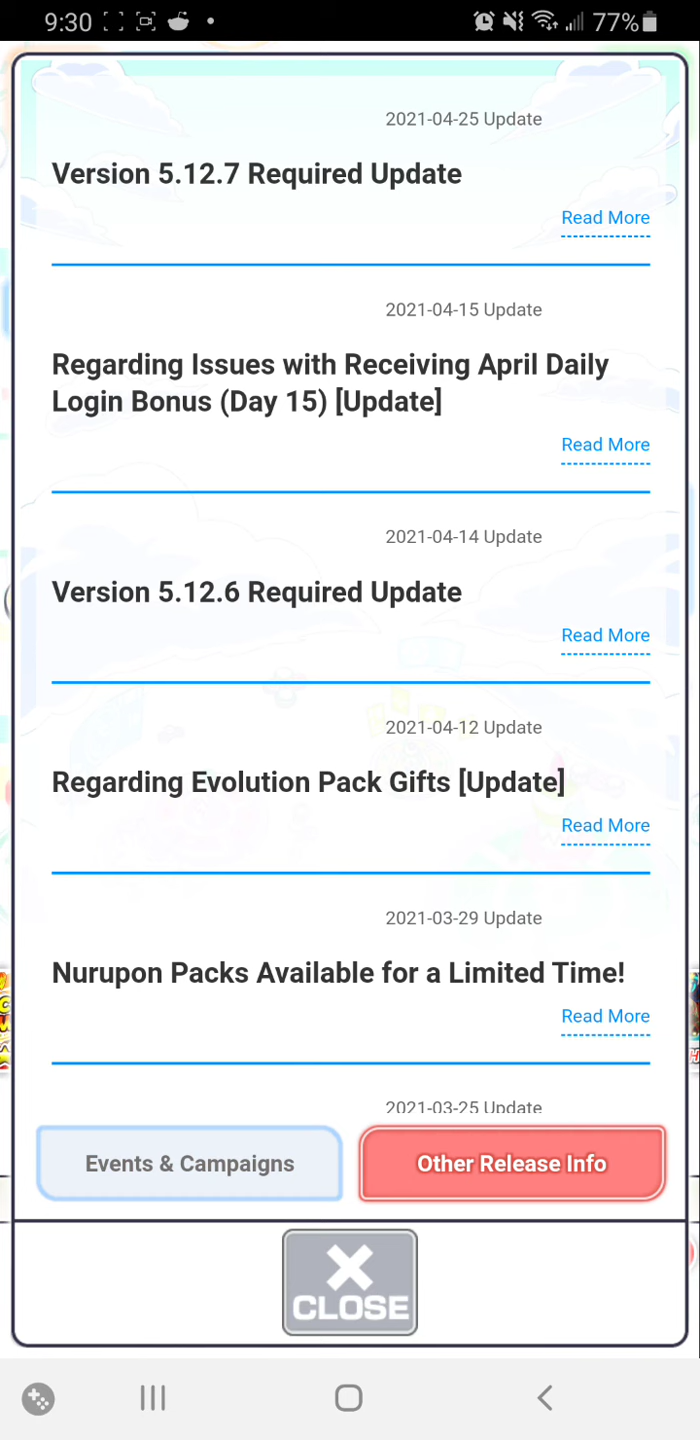 9:30
77%
2021-04-25 Update
Version 5.12.7 Required Update
Read More
2021-04-15 Update
Regarding Issues with Receiving April Daily
Login Bonus (Day 15) [Update]
Read More
2021-04-14 Update
Version 5.12.6 Required Update
Read More
2021-04-12 Update
Regarding Evolution Pack Gifts [Update]
Read More
2021-03-29 Update
Nurupon Packs Available for a Limited Time!
Read More
2021-03-25 Update
Events & Campaigns
Other Release Info
CLOSE